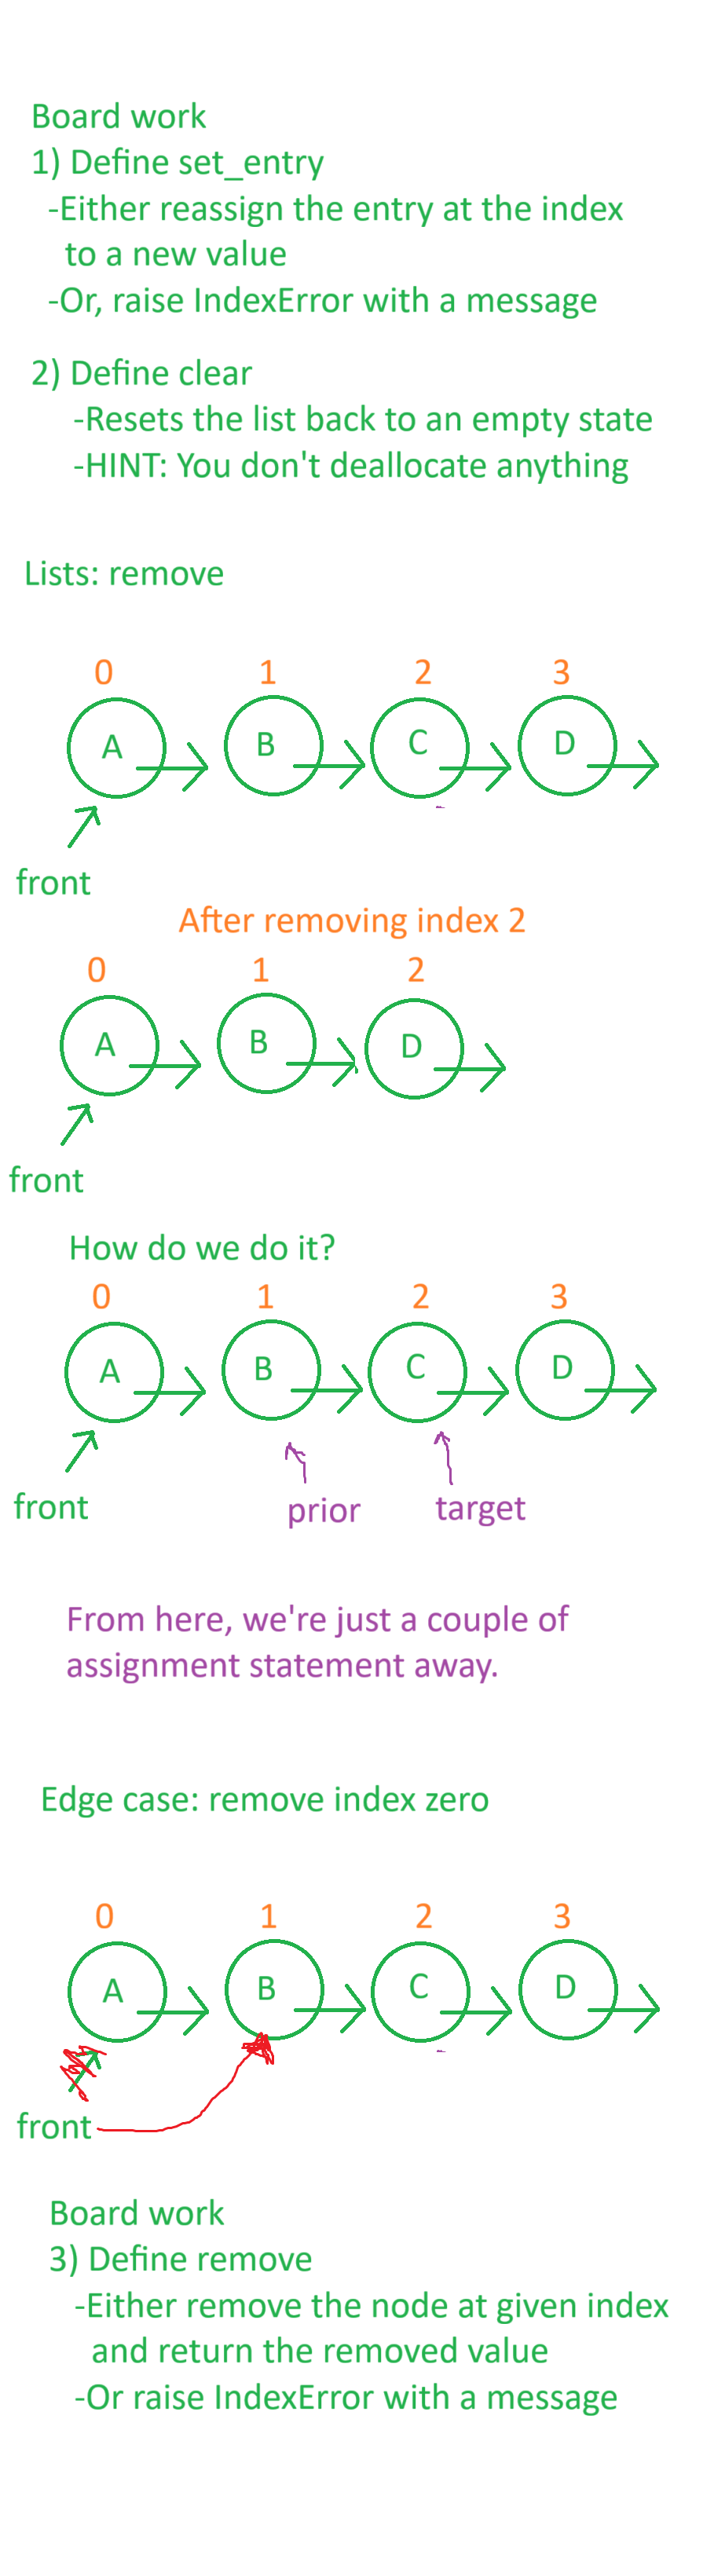 Board work
1) Define set_entry
-Either reassign the entry at the index
to a new value
-Or, raise IndexError with a message
2) Define clear
-Resets the list back to an empty state
-HINT: You don't deallocate anything
Lists: remove
0 1 2 3
A B C D
front
After removing index 2
0 1 2
A B D
front
How do we do it?
0 1 2 3
A B C D
front prior target
From here, we're just a couple of
assignment statement away.
Edge case: remove index zero
0 1 2 3
A B C D
front
Board work
3) Define remove
-Either remove the node at given index
and return the removed value
-Or raise IndexError with a message